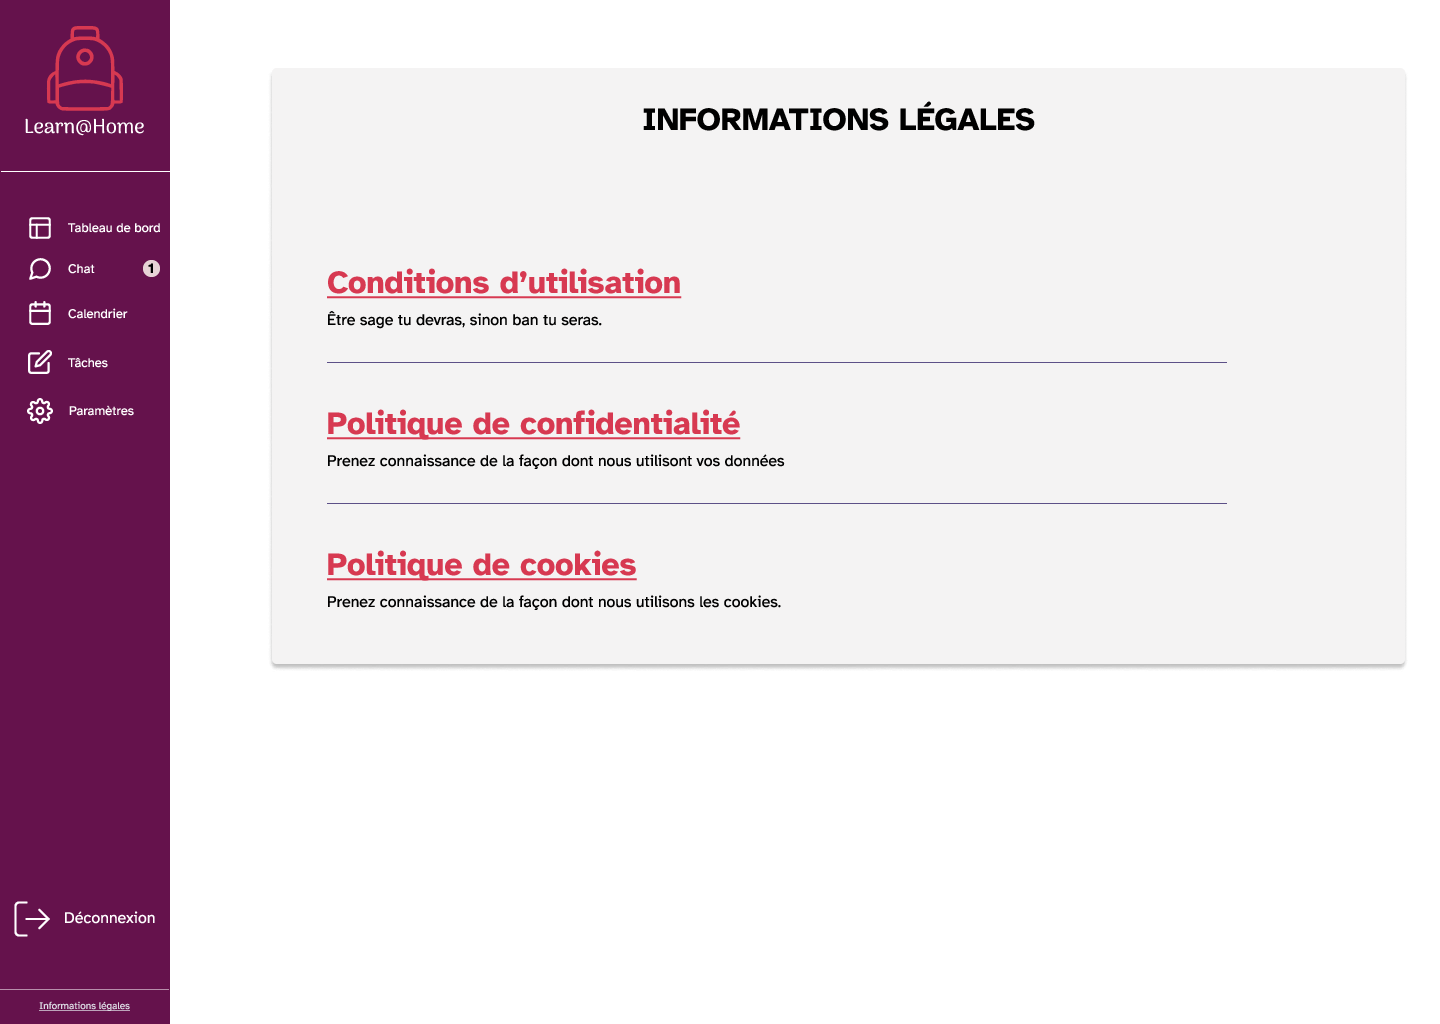 Learn@Home
Tableau de bord
Chat 1
Calendrier
Tâches
Paramètres
Déconnexion
Informations légales
INFORMATIONS LÉGALES
Conditions d’utilisation
Être sage tu devras, sinon ban tu seras.
Politique de confidentialité
Prenez connaissance de la façon dont nous utilisont vos données
Politique de cookies
Prenez connaissance de la façon dont nous utilisons les cookies.